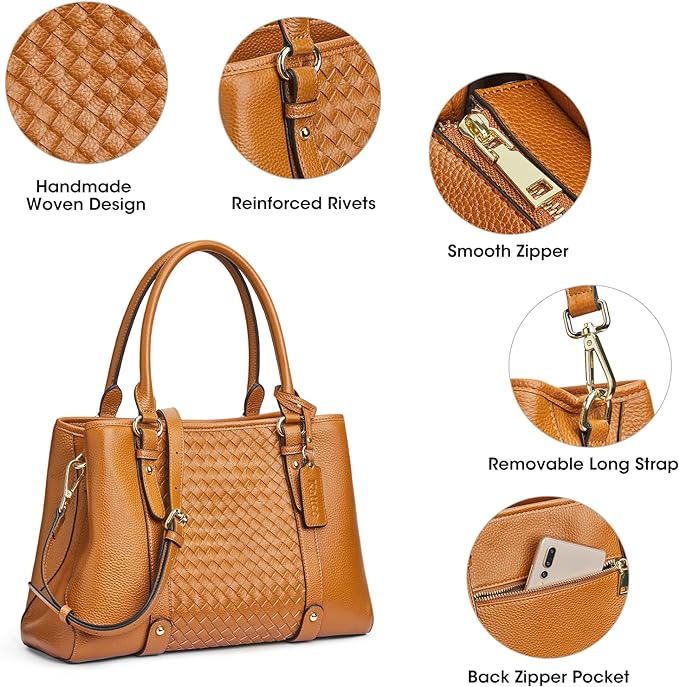 Handmade
Woven Design
Reinforced Rivets
Smooth Zipper
Removable Long Strap
Back Zipper Pocket